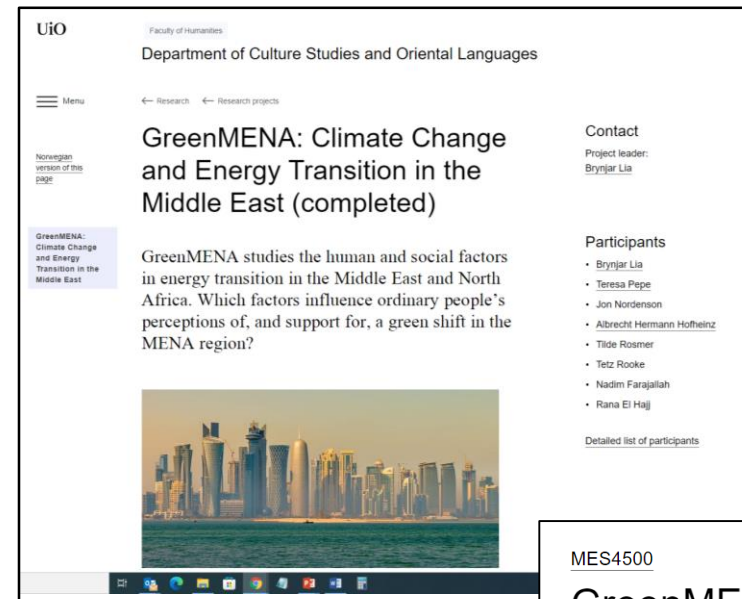 UiO
Faculty of Humanities
Department of Culture Studies and Oriental Languages
Menu
← Research ← Research projects
Norwegian
version of this
page
GreenMENA:
Climate Change
and Energy
Transition in the
Middle East
GreenMENA: Climate Change
and Energy Transition in the
Middle East (completed)
GreenMENA studies the human and social factors
in energy transition in the Middle East and North
Africa. Which factors influence ordinary people's
perceptions of, and support for, a green shift in the
MENA region?
Contact
Project leader:
Brynjar Lia
Participants
• Brynjar Lia
• Teresa Pepe
• Jon Nordenson
• Albrecht Hermann Hofheinz
• Tilde Rosmer
• Tetz Rooke
• Nadim Farajallah
• Rana El Hajj
Detailed list of participants
MES4500